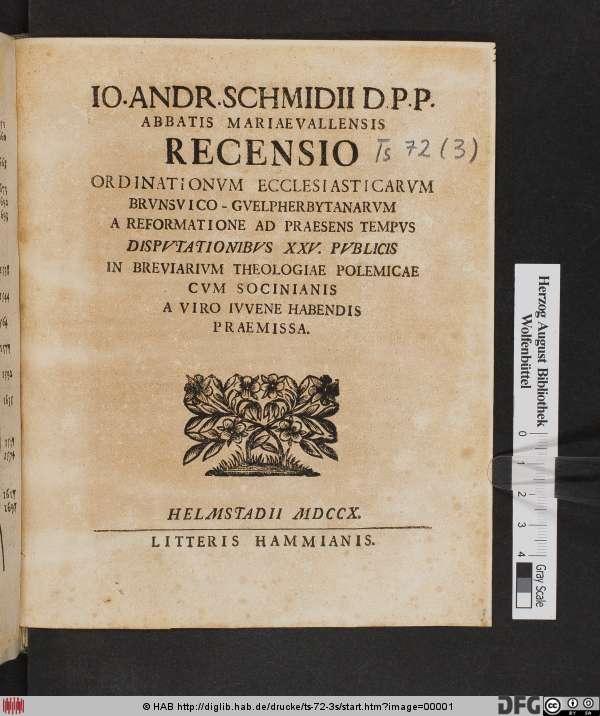 IO.ANDR.SCHMIDII D.P.P.
ABBATIS MARIAEVALLENSIS
RECENSIO
Ts 72 (3)
ORDINATIONVM ECCLESIASTICARVM
BRVNSVICO-GVELPHERBYTANARVM
A REFORMATIONE AD PRAESENS TEMPVS
DISPVTATIONIBVS XXV. PVBLICIS
IN BREVIARIVM THEOLOGIAE POLEMICAE
CVM SOCINIANIS
A VIRO IVVENE HABENDIS
PRAEMISSA.
HELMSTADII MDCCX.
LITTERIS HAMMIANIS.
Herzog August Bibliothek
Wolfenbüttel
0 1 2 3 4
Gray Scale
© HAB http://diglib.hab.de/drucke/ts-72-3s/start.htm?image=00001
DFG
CC
BY SA